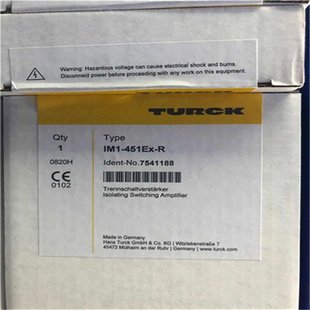 Warning: Hazardous voltage can cause electrical shock and burns.
Disconnect power before proceeding with any work on this equipment.
TURCK
Qty
1
0820H
CE
0102
Type
IM1-451Ex-R
Ident-No.7541188
Trennschaltverstärker
Isolating Switching Amplifier
Made in Germany
Hans Turck GmbH & Co. KG | Witzlebenstraße 7
45472 Mülheim an der Ruhr | Germany
www.turck.com